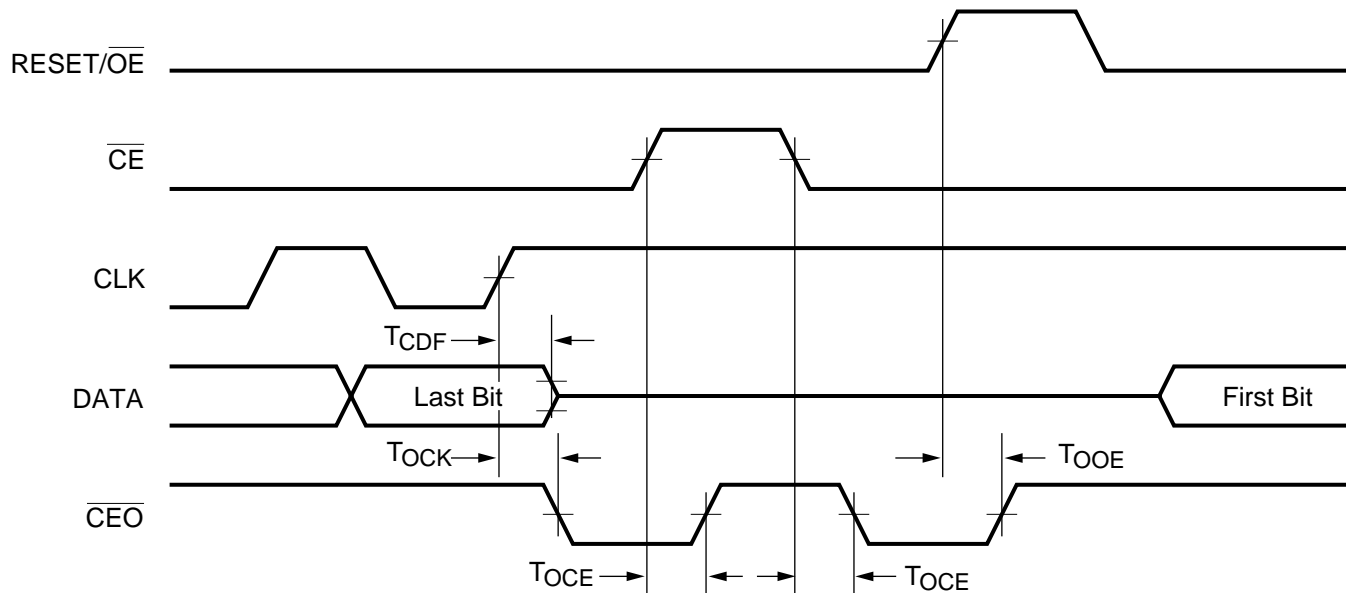 RESET/OE
CE
CLK
TCDF
DATA
Last Bit
First Bit
TOCK
TOOE
CEO
TOCE
TOCE